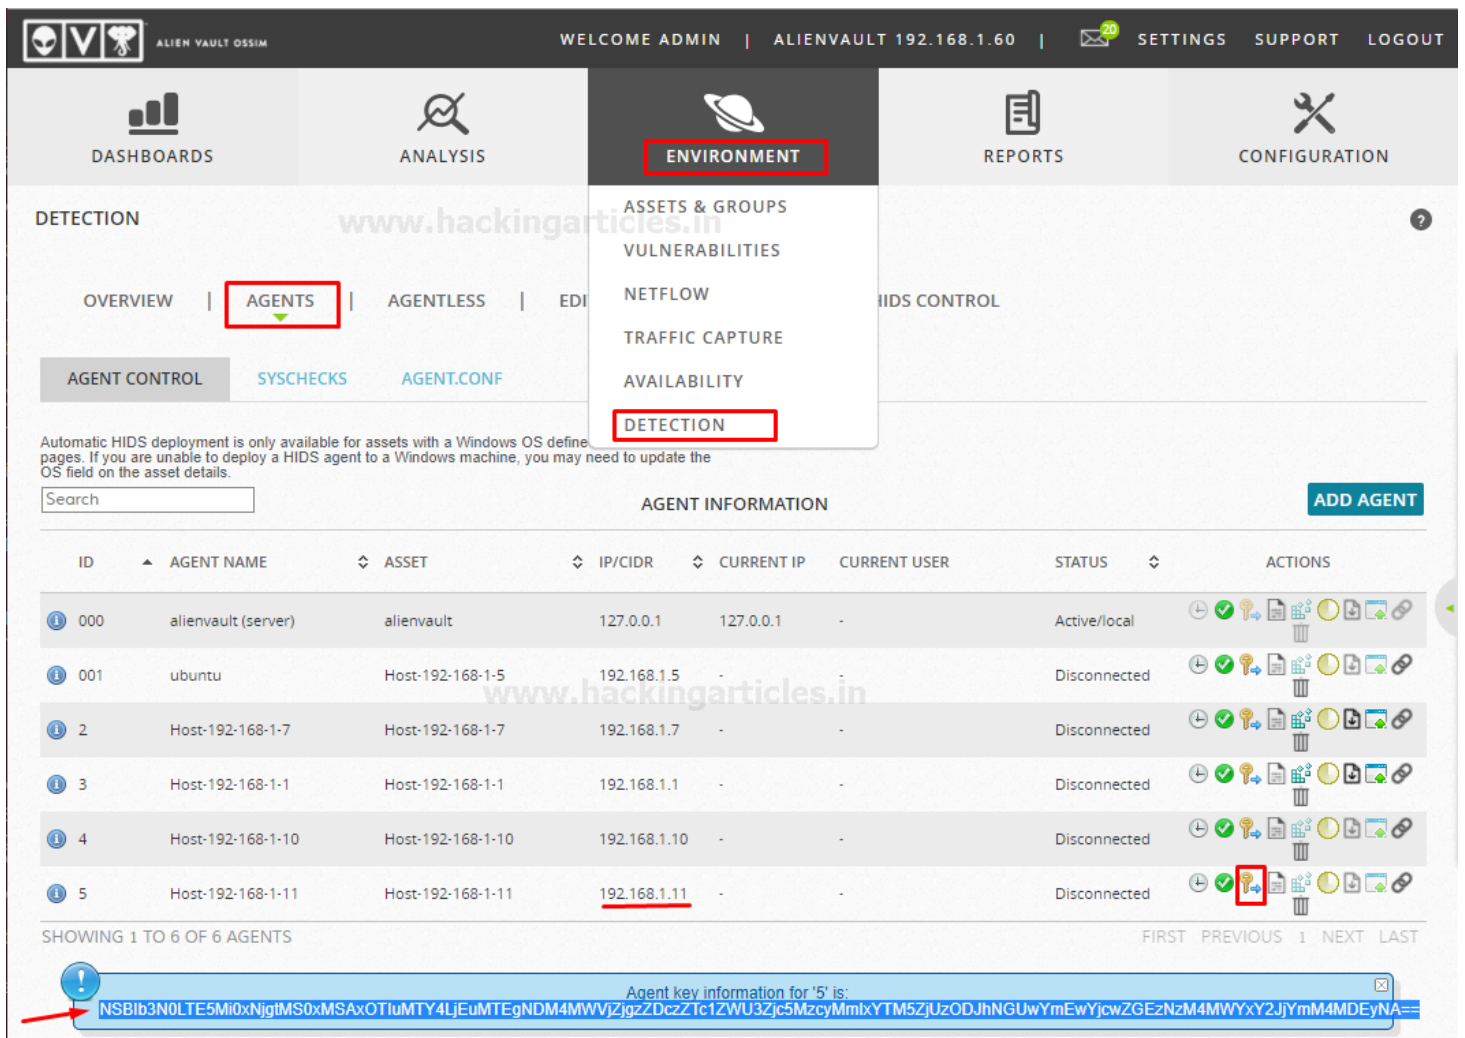 ALIEN VAULT OSSIM
WELCOME ADMIN | ALIENVAULT 192.168.1.60 | 20 SETTINGS SUPPORT LOGOUT
DASHBOARDS ANALYSIS ENVIRONMENT REPORTS CONFIGURATION
DETECTION
www.hackingarticles.in
ASSETS & GROUPS
VULNERABILITIES
NETFLOW
TRAFFIC CAPTURE
AVAILABILITY
DETECTION
OVERVIEW | AGENTS | AGENTLESS | EDI HIDS CONTROL
AGENT CONTROL SYSCHECKS AGENT.CONF
Automatic HIDS deployment is only available for assets with a Windows OS define
pages. If you are unable to deploy a HIDS agent to a Windows machine, you may need to update the
OS field on the asset details.
Search
AGENT INFORMATION
ADD AGENT
ID AGENT NAME ASSET IP/CIDR CURRENT IP CURRENT USER STATUS ACTIONS
000 alienvault (server) alienvault 127.0.0.1 127.0.0.1 - Active/local
001 ubuntu Host-192-168-1-5 192.168.1.5 - - Disconnected
www.hackingarticles.in
2 Host-192-168-1-7 Host-192-168-1-7 192.168.1.7 - - Disconnected
3 Host-192-168-1-1 Host-192-168-1-1 192.168.1.1 - - Disconnected
4 Host-192-168-1-10 Host-192-168-1-10 192.168.1.10 - - Disconnected
5 Host-192-168-1-11 Host-192-168-1-11 192.168.1.11 - - Disconnected
SHOWING 1 TO 6 OF 6 AGENTS
FIRST PREVIOUS 1 NEXT LAST
Agent key information for '5' is:
NSBIb3N0LTE5Mi0xNjgtMS0xMSAxOTIuMTY4LjEuMTEgNDM4MWVjZjgzZDczZTc1ZWU3Zjc5MzcyMmIxYTM5ZjUzODJhNGUwYmEwYjcwZGEzNzM4MWYxY2JjYmM4MDEyNA==